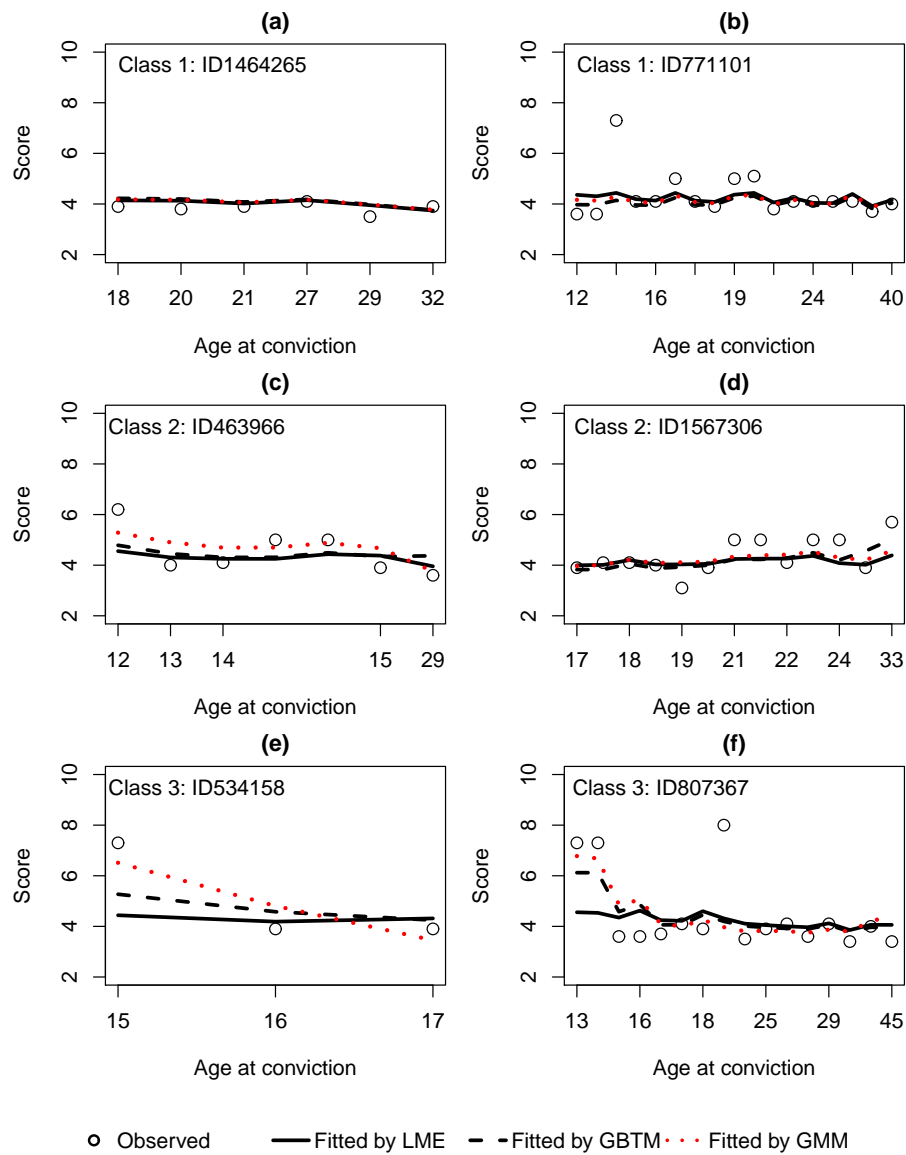 (a)
Class 1: ID1464265
Score
10
8
6
4
2
18 20 21 27 29 32
Age at conviction
(b)
Class 1: ID771101
Score
10
8
6
4
2
12 16 19 24 40
Age at conviction
(c)
Class 2: ID463966
Score
10
8
6
4
2
12 13 14 15 29
Age at conviction
(d)
Class 2: ID1567306
Score
10
8
6
4
2
17 18 19 21 22 24 33
Age at conviction
(e)
Class 3: ID534158
Score
10
8
6
4
2
15 16 17
Age at conviction
(f)
Class 3: ID807367
Score
10
8
6
4
2
13 16 18 25 29 45
Age at conviction
Observed Fitted by LME Fitted by GBTM Fitted by GMM